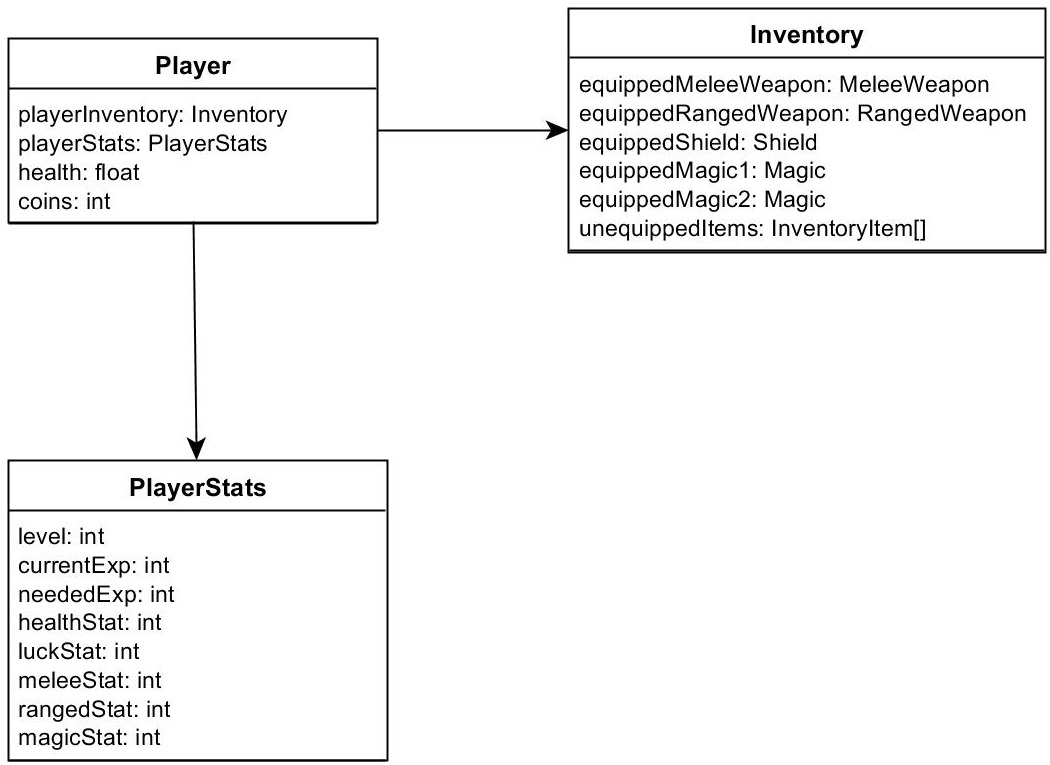 Player
playerInventory: Inventory
playerStats: PlayerStats
health: float
coins: int
Inventory
equippedMeleeWeapon: MeleeWeapon
equippedRangedWeapon: RangedWeapon
equippedShield: Shield
equippedMagic1: Magic
equippedMagic2: Magic
unequippedItems: InventoryItem[]
PlayerStats
level: int
currentExp: int
neededExp: int
healthStat: int
luckStat: int
meleeStat: int
rangedStat: int
magicStat: int